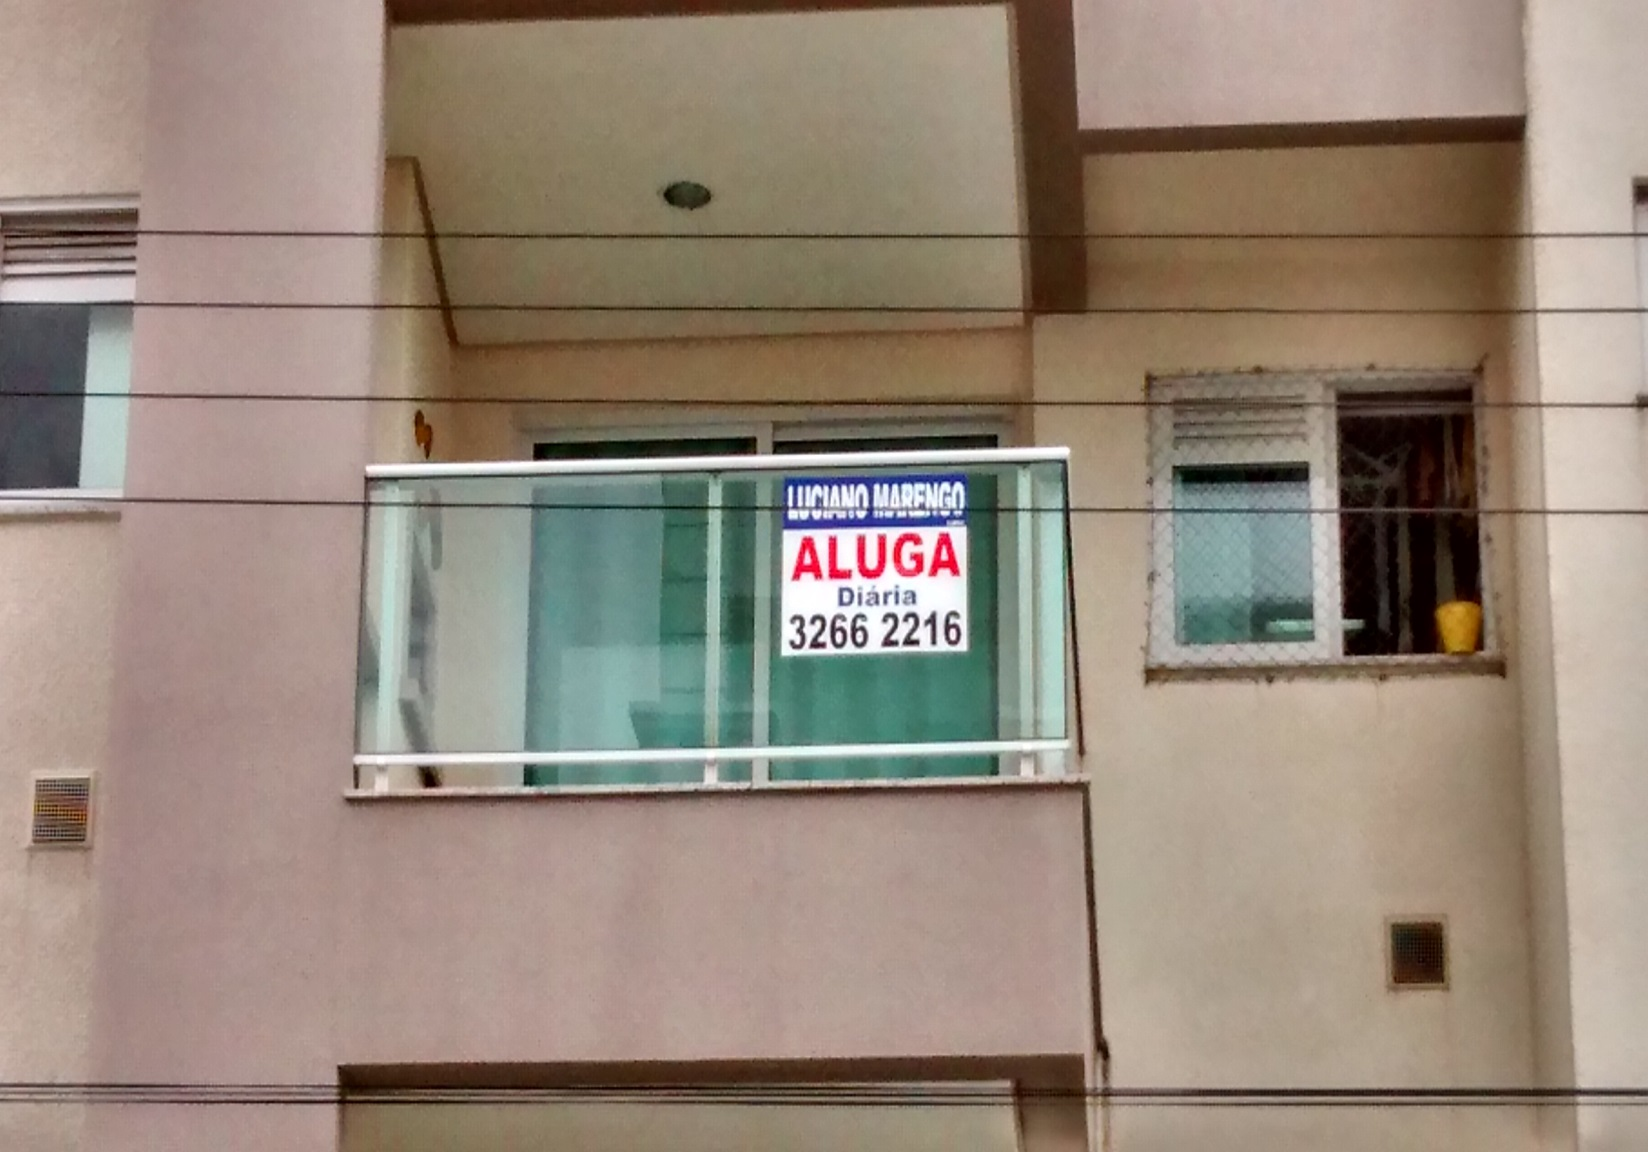 LUCIANO MARENGO
ALUGA
Diária
3266 2216